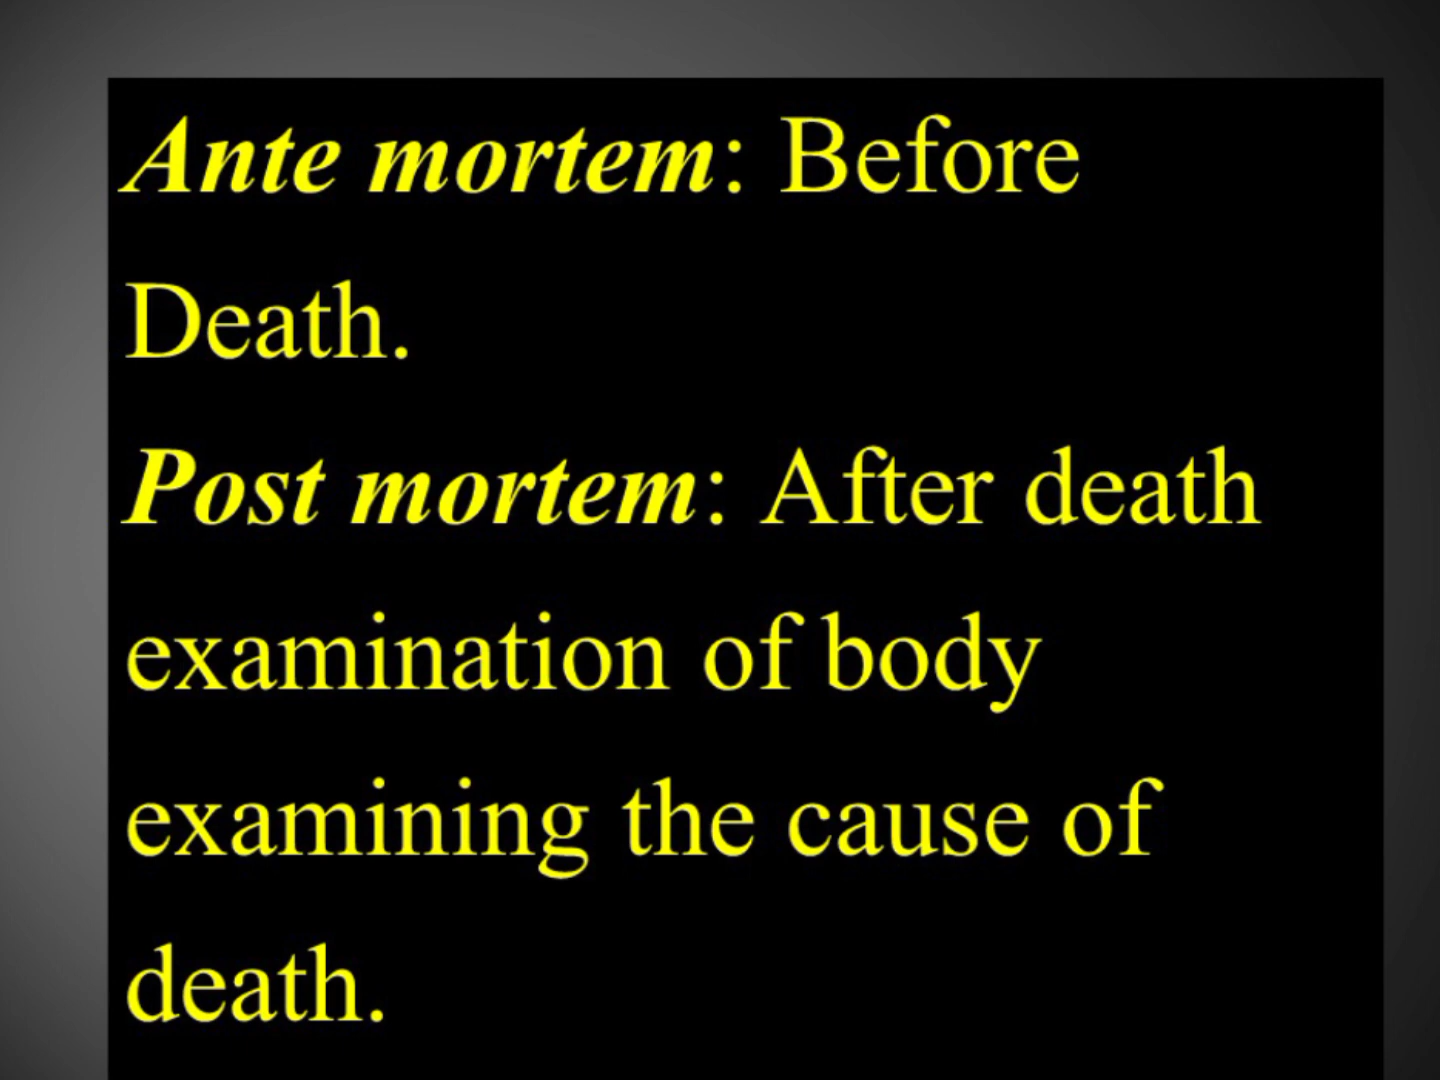 Ante mortem: Before
Death.
Post mortem: After death
examination of body
examining the cause of
death.